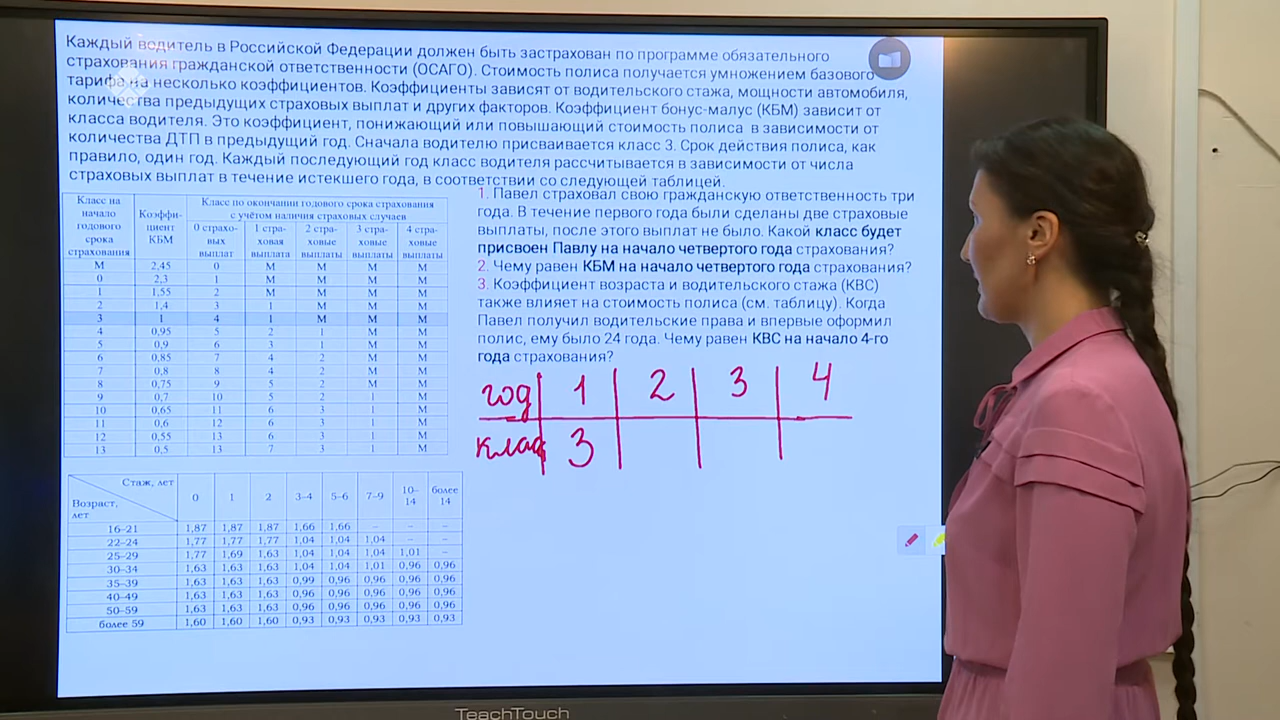 Каждый водитель в Российской Федерации должен быть застрахован по программе обязательного
страхования гражданской ответственности (ОСАГО). Стоимость полиса получается умножением базового
тарифа на несколько коэффициентов. Коэффициенты зависят от водительского стажа, мощности автомобиля,
количества предыдущих страховых выплат и других факторов. Коэффициент бонус-малус (КБМ) зависит от
класса водителя. Это коэффициент, понижающий или повышающий стоимость полиса в зависимости от
количества ДТП в предыдущий год. Сначала водителю присваивается класс 3. Срок действия полиса, как
правило, один год. Каждый последующий год класс водителя рассчитывается в зависимости от числа
страховых выплат в течение истекшего года, в соответствии со следующей таблицей.
Класс на начало годового срока страхования Коэффициент КБМ Класс по окончании годового срока страхования с учётом наличия страховых случаев
0 страховых выплат 1 страховая выплата 2 страховые выплаты 3 страховые выплаты 4 страховые выплаты
М 2,45 0 М М М М
0 2,3 1 М М М М
1 1,55 2 М М М М
2 1,4 3 1 М М М
3 1 4 1 М М М
4 0,95 5 2 1 М М
5 0,9 6 3 1 М М
6 0,85 7 4 2 М М
7 0,8 8 4 2 М М
8 0,75 9 5 2 М М
9 0,7 10 5 2 1 М
10 0,65 11 6 3 1 М
11 0,6 12 6 3 1 М
12 0,55 13 6 3 1 М
13 0,5 13 7 3 1 М
1. Павел страховал свою гражданскую ответственность три
года. В течение первого года были сделаны две страховые
выплаты, после этого выплат не было. Какой класс будет
присвоен Павлу на начало четвертого года страхования?
2. Чему равен КБМ на начало четвертого года страхования?
3. Коэффициент возраста и водительского стажа (КВС)
также влияет на стоимость полиса (см. таблицу). Когда
Павел получил водительские права и впервые оформил
полис, ему было 24 года. Чему равен КВС на начало 4-го
года страхования?
год 1 2 3 4
класс 3
Стаж, лет Возраст, лет 0 1 2 3–4 5–6 7–9 10–14 более 14
16–21 1,87 1,87 1,87 1,66 1,66 – – –
22–24 1,77 1,77 1,77 1,04 1,04 1,04 – –
25–29 1,77 1,69 1,63 1,04 1,04 1,04 1,01 –
30–34 1,63 1,63 1,63 1,04 1,04 1,01 0,96 0,96
35–39 1,63 1,63 1,63 0,99 0,96 0,96 0,96 0,96
40–49 1,63 1,63 1,63 0,96 0,96 0,96 0,96 0,96
50–59 1,63 1,63 1,63 0,96 0,96 0,96 0,96 0,96
более 59 1,60 1,60 1,60 0,93 0,93 0,93 0,93 0,93
TeachTouch